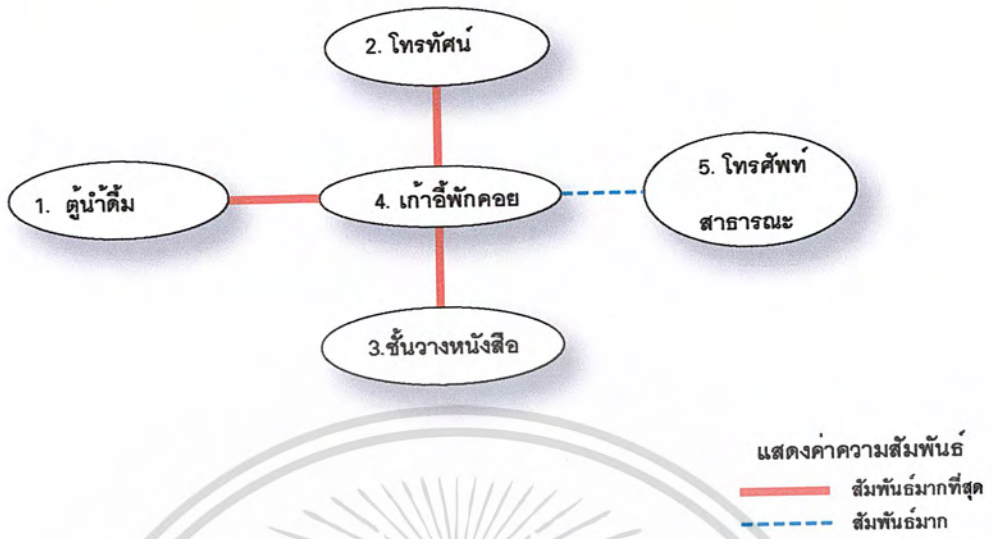 2. โทรทัศน์
1. ตู้น้ำดื่ม
4. เก้าอี้พักคอย
5. โทรศัพท์
สาธารณะ
3.ชั้นวางหนังสือ
แสดงค่าความสัมพันธ์
สัมพันธ์มากที่สุด
สัมพันธ์มาก